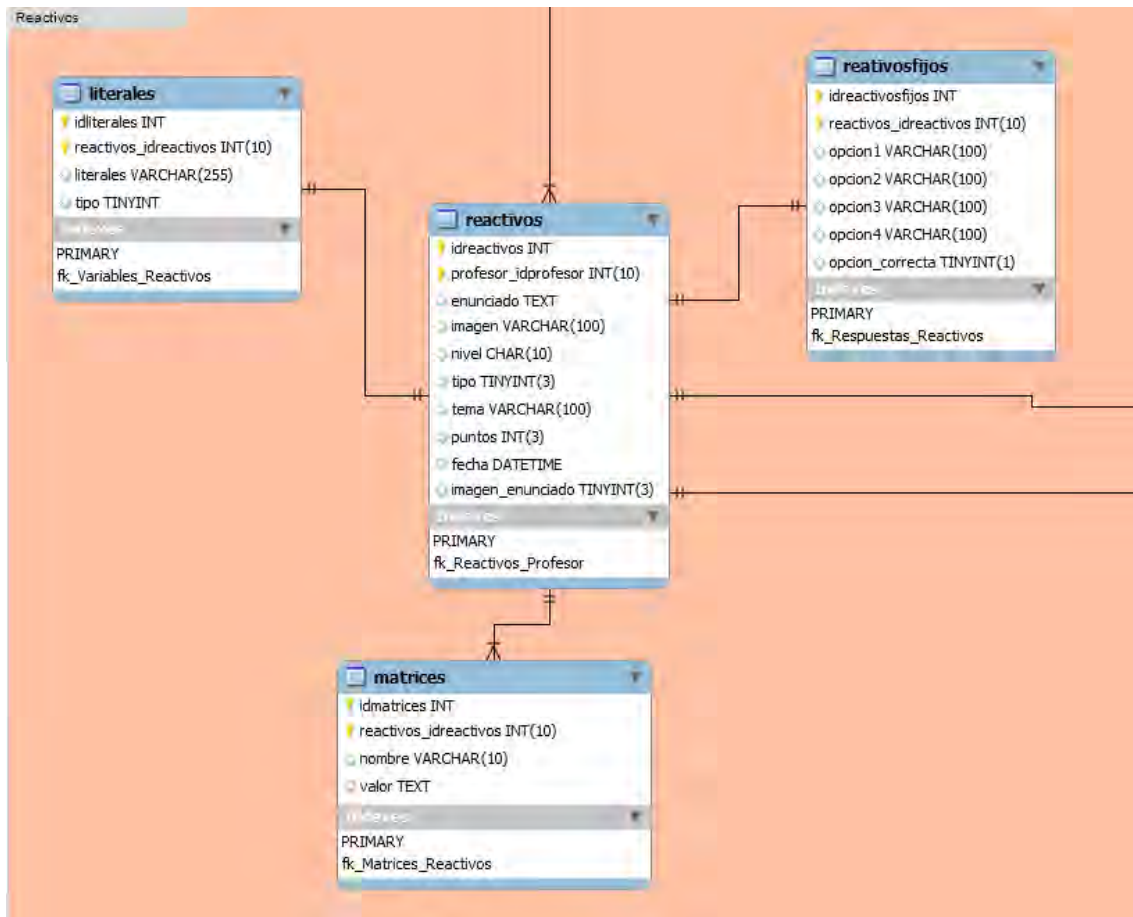 Reactivos
literales
idliterales INT
reactivos_idreactivos INT(10)
literales VARCHAR(255)
tipo TINYINT
Indexes
PRIMARY
fk_Variables_Reactivos
reactivos
idreactivos INT
profesor_idprofesor INT(10)
enunciado TEXT
imagen VARCHAR(100)
nivel CHAR(10)
tipo TINYINT(3)
tema VARCHAR(100)
puntos INT(3)
fecha DATETIME
imagen_enunciado TINYINT(3)
Indexes
PRIMARY
fk_Reactivos_Profesor
reativosfijos
idreactivosfijos INT
reactivos_idreactivos INT(10)
opcion1 VARCHAR(100)
opcion2 VARCHAR(100)
opcion3 VARCHAR(100)
opcion4 VARCHAR(100)
opcion_correcta TINYINT(1)
Indexes
PRIMARY
fk_Respuestas_Reactivos
matrices
idmatrices INT
reactivos_idreactivos INT(10)
nombre VARCHAR(10)
valor TEXT
Indexes
PRIMARY
fk_Matrices_Reactivos